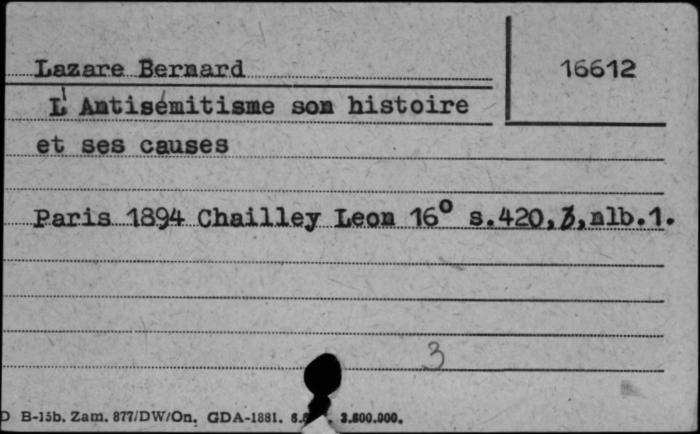 Lazare Bernard
16612
L'Antisémitisme son histoire
et ses causes
Paris 1894 Chailley Leon 16° s.420,3,nlb.1.
3
B-15b. Zam. 877/DW/On. GDA-1881. 3.600.000.